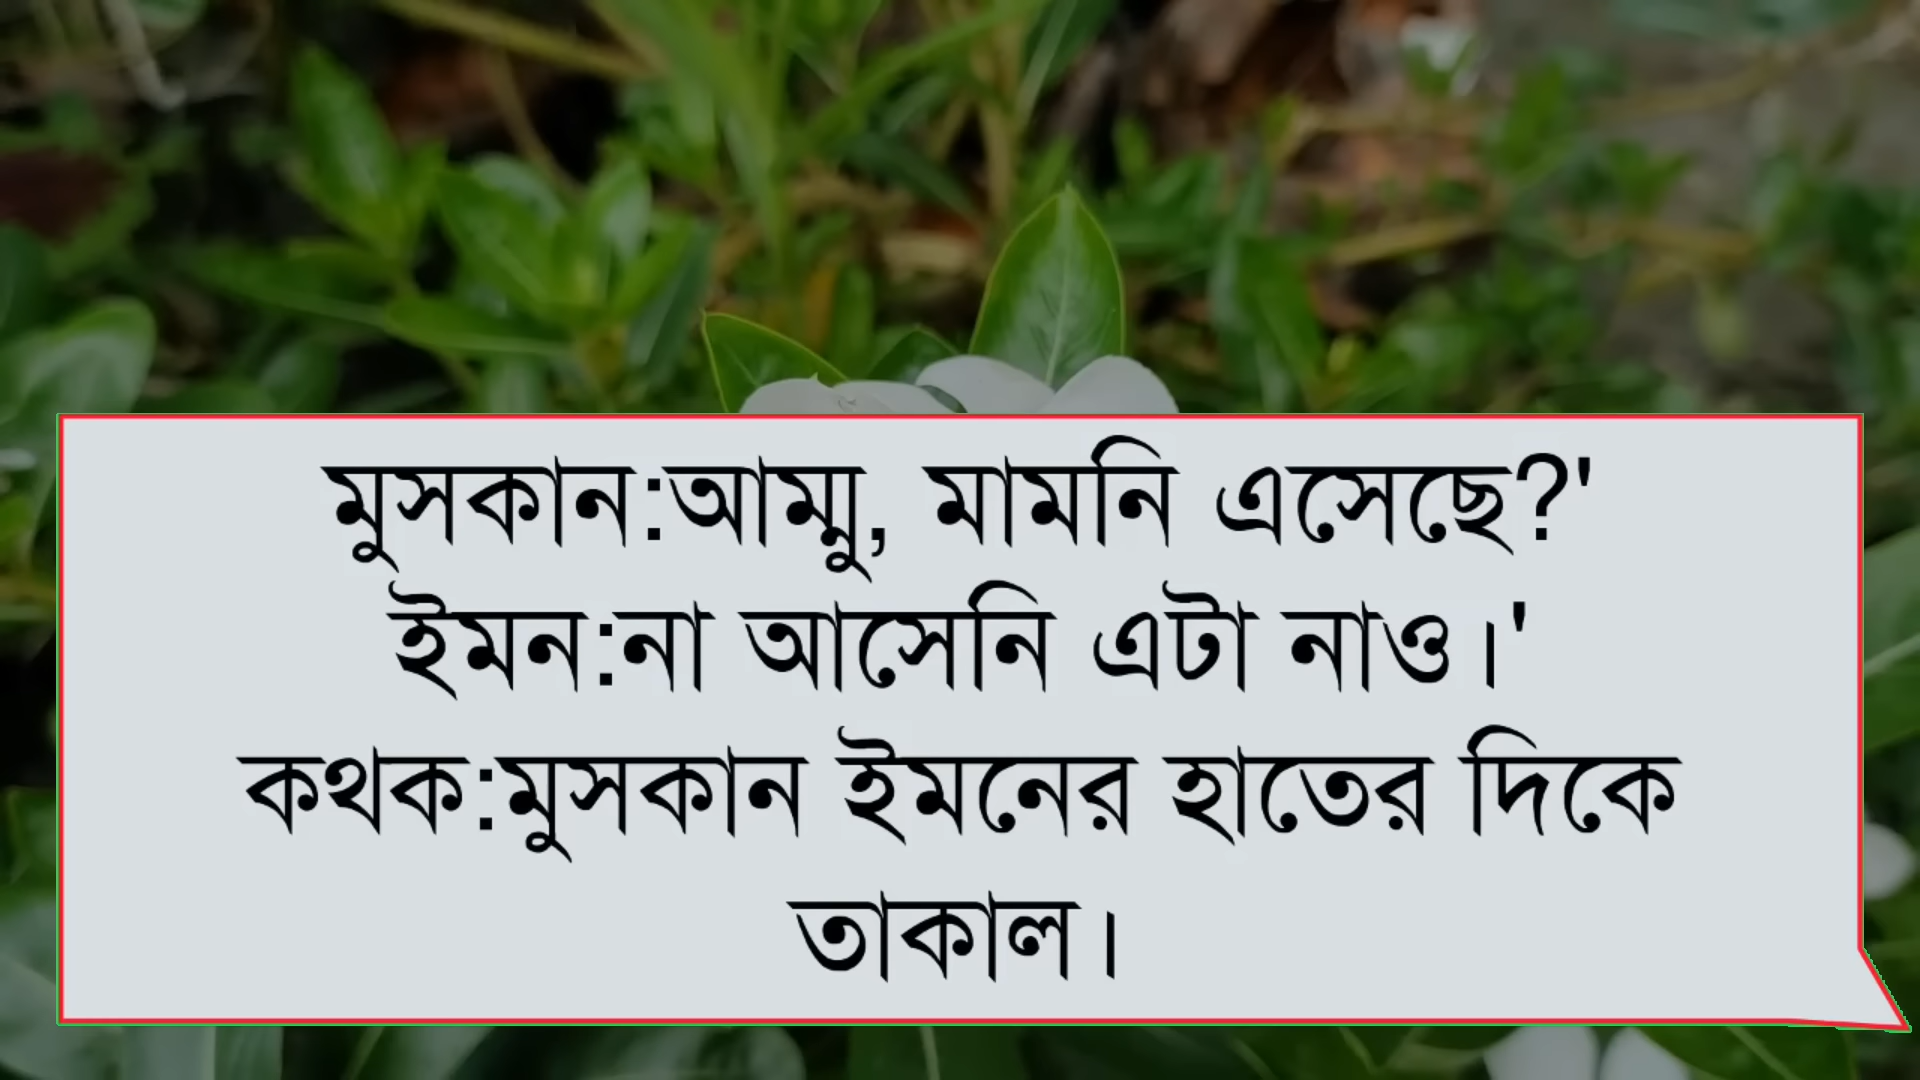 মুসকান:আম্মু, মামনি এসেছে?'
ইমন:না আসেনি এটা নাও।'
কথক:মুসকান ইমনের হাতের দিকে
তাকাল।